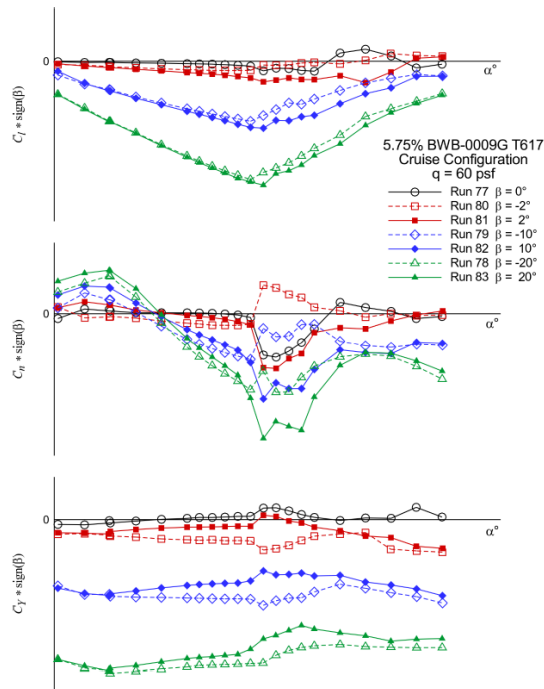 0
α°
C_l * sign(β)
5.75% BWB-0009G T617
Cruise Configuration
q = 60 psf
Run 77 β = 0°
Run 80 β = -2°
Run 81 β = 2°
Run 79 β = -10°
Run 82 β = 10°
Run 78 β = -20°
Run 83 β = 20°
0
α°
C_n * sign(β)
0
α°
C_Y * sign(β)